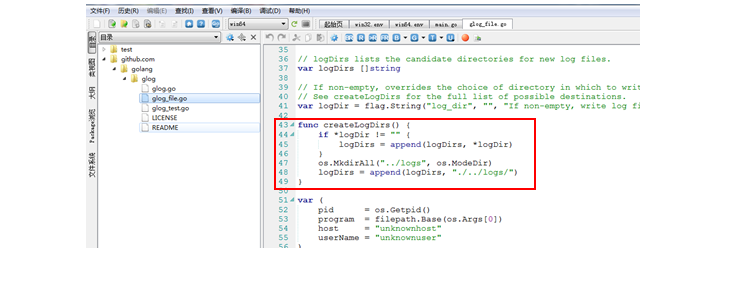 文件(F) 历史(R) 编辑(E) 查找(I) 查看(V) 编译(B) 调试(D) 帮助(H)
win64
起始页 win32.env win64.env main.go glog_file.go
目录
test
github.com
golang
glog
glog.go
glog_file.go
glog_test.go
LICENSE
README
目录
大纲
Package浏览
文件系统
35
36 // logDirs lists the candidate directories for new log files.
37 var logDirs []string
38
39 // If non-empty, overrides the choice of directory in which to writ
40 // See createLogDirs for the full list of possible destinations.
41 var logDir = flag.String("log_dir", "", "If non-empty, write log fi
42
43 func createLogDirs() {
44 if *logDir != "" {
45 logDirs = append(logDirs, *logDir)
46 }
47 os.MkdirAll("../logs", os.ModeDir)
48 logDirs = append(logDirs, "./../logs/")
49 }
50
51 var (
52 pid = os.Getpid()
53 program = filepath.Base(os.Args[0])
54 host = "unknownhost"
55 userName = "unknownuser"
56 )